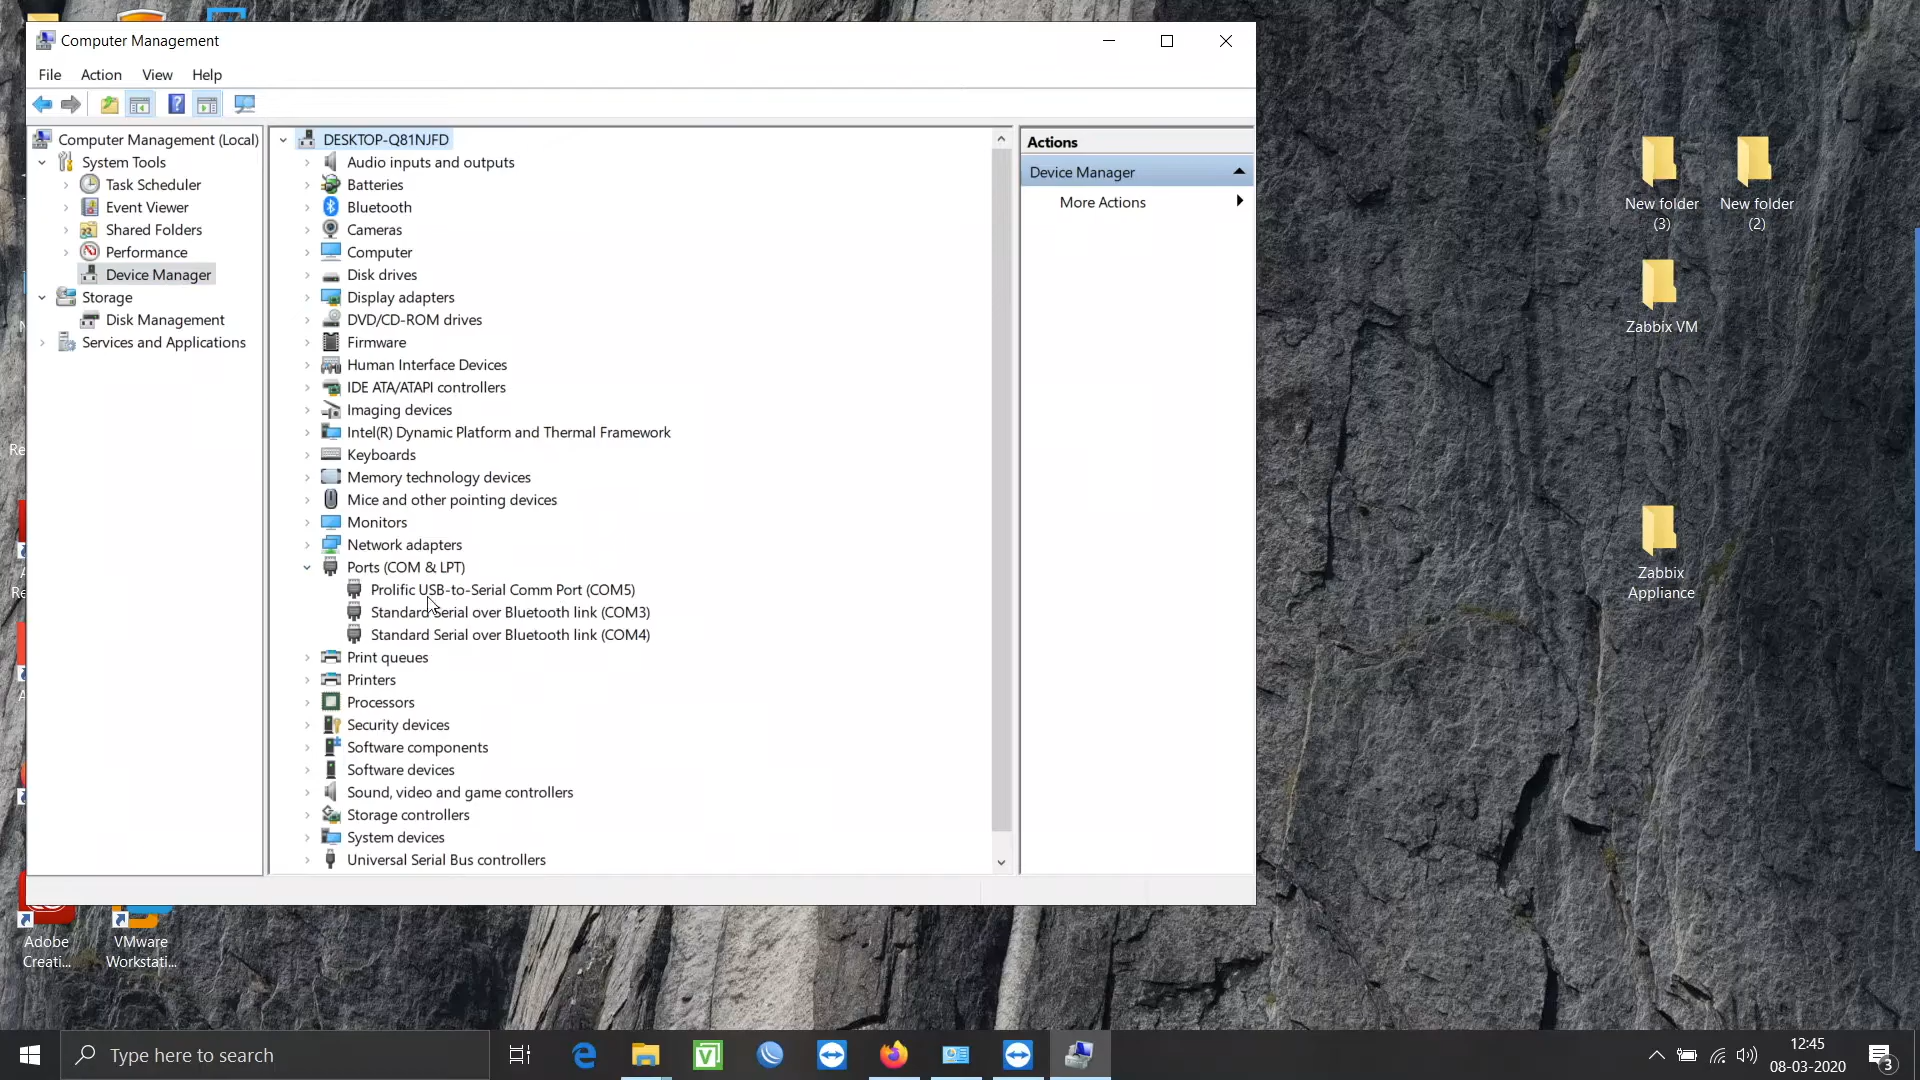 Computer Management
File Action View Help
Computer Management (Local)
System Tools
Task Scheduler
Event Viewer
Shared Folders
Performance
Device Manager
Storage
Disk Management
Services and Applications
DESKTOP-Q81NJFD
Audio inputs and outputs
Batteries
Bluetooth
Cameras
Computer
Disk drives
Display adapters
DVD/CD-ROM drives
Firmware
Human Interface Devices
IDE ATA/ATAPI controllers
Imaging devices
Intel(R) Dynamic Platform and Thermal Framework
Keyboards
Memory technology devices
Mice and other pointing devices
Monitors
Network adapters
Ports (COM & LPT)
Prolific USB-to-Serial Comm Port (COM5)
Standard Serial over Bluetooth link (COM3)
Standard Serial over Bluetooth link (COM4)
Print queues
Printers
Processors
Security devices
Software components
Software devices
Sound, video and game controllers
Storage controllers
System devices
Universal Serial Bus controllers
Actions
Device Manager
More Actions
New folder
(3)
New folder
(2)
Zabbix VM
Zabbix
Appliance
Adobe
Creati...
VMware
Workstati...
Type here to search
12:45
08-03-2020
3